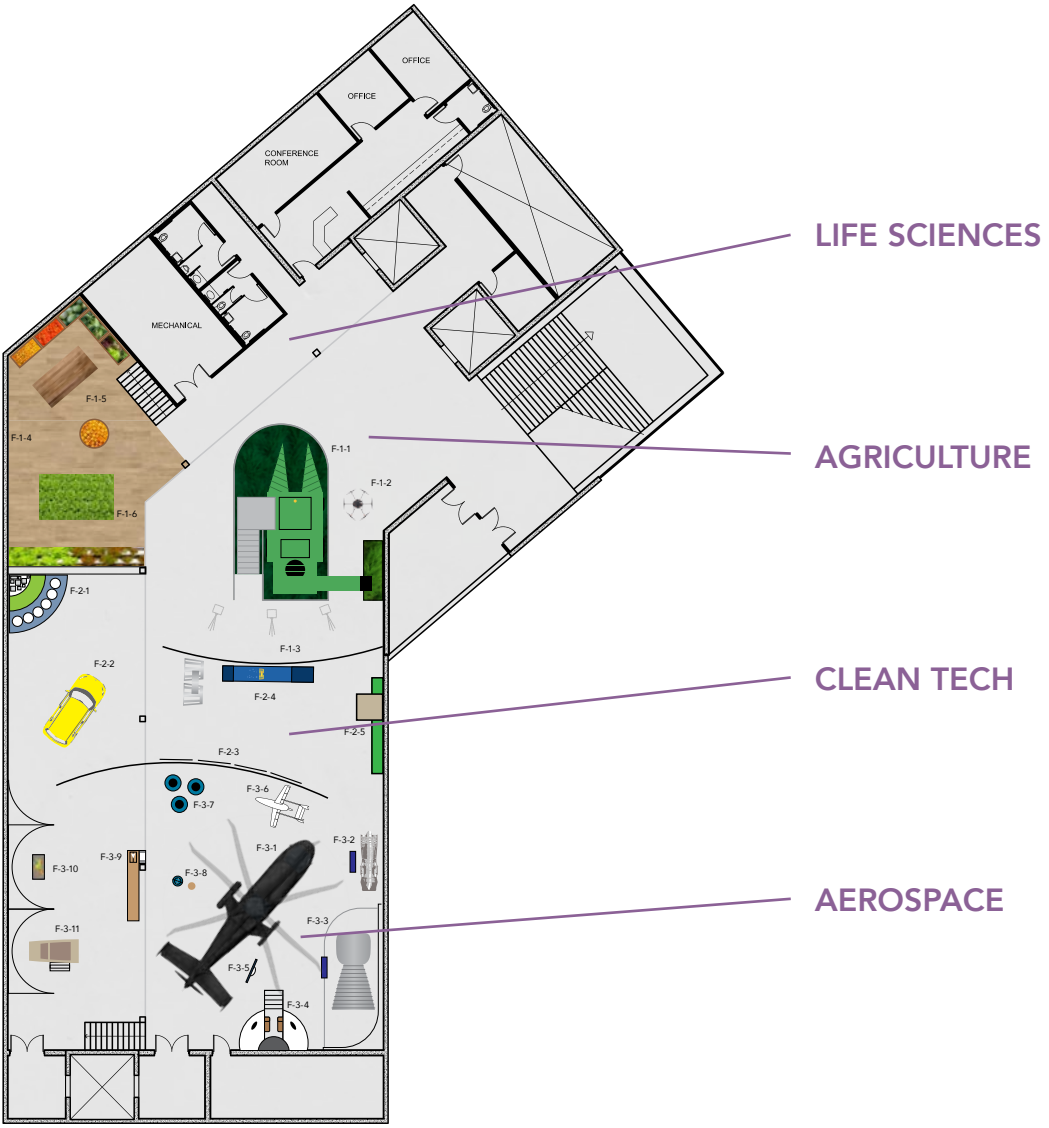 OFFICE
OFFICE
CONFERENCE
ROOM
LIFE SCIENCES
MECHANICAL
F-1-5
F-1-4
F-1-1
AGRICULTURE
F-1-2
F-1-6
F-2-1
F-1-3
F-2-2
F-2-4
CLEAN TECH
F-2-5
F-2-3
F-3-6
F-3-7
F-3-2
F-3-1
F-3-9
F-3-10
F-3-8
AEROSPACE
F-3-3
F-3-11
F-3-5
F-3-4